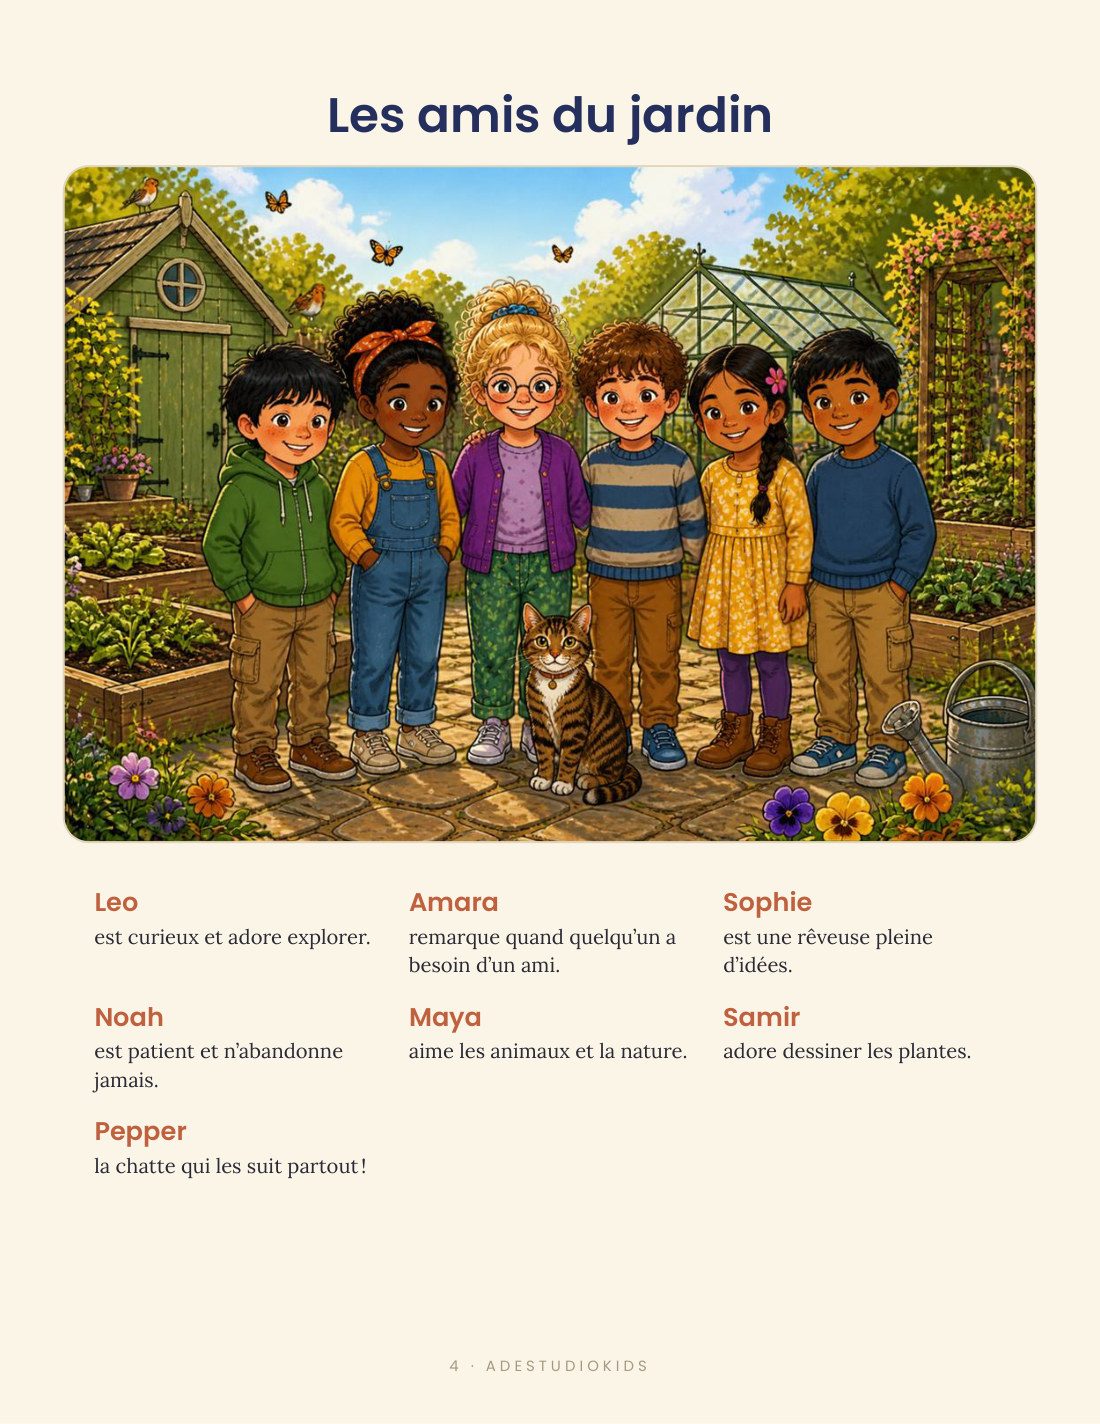 Les amis du jardin
Leo
est curieux et adore explorer.
Amara
remarque quand quelqu’un a
besoin d’un ami.
Sophie
est une rêveuse pleine
d’idées.
Noah
est patient et n’abandonne
jamais.
Maya
aime les animaux et la nature.
Samir
adore dessiner les plantes.
Pepper
la chatte qui les suit partout !
4 · ADESTUDIOKIDS